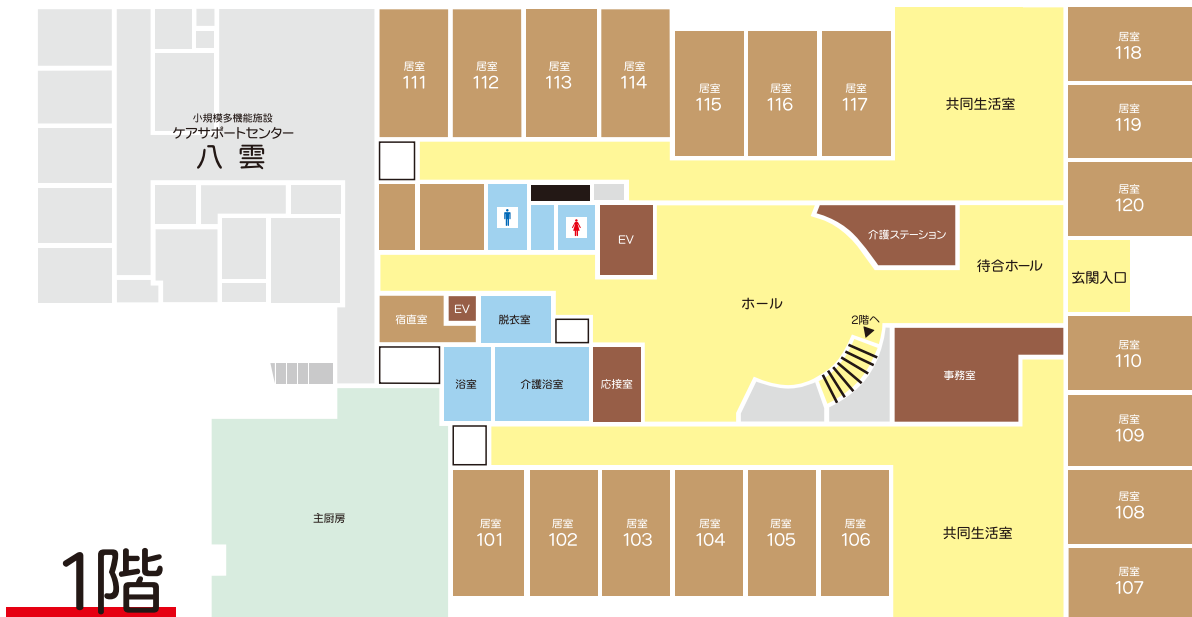 居室
111
居室
112
居室
113
居室
114
居室
115
居室
116
居室
117
共同生活室
居室
118
居室
119
居室
120
小規模多機能施設
ケアサポートセンター
八雲
EV
介護ステーション
待合ホール
玄関入口
ホール
2階へ
宿直室
EV
脱衣室
浴室
介護浴室
応接室
事務室
居室
110
居室
109
居室
108
居室
107
主厨房
居室
101
居室
102
居室
103
居室
104
居室
105
居室
106
共同生活室
1階